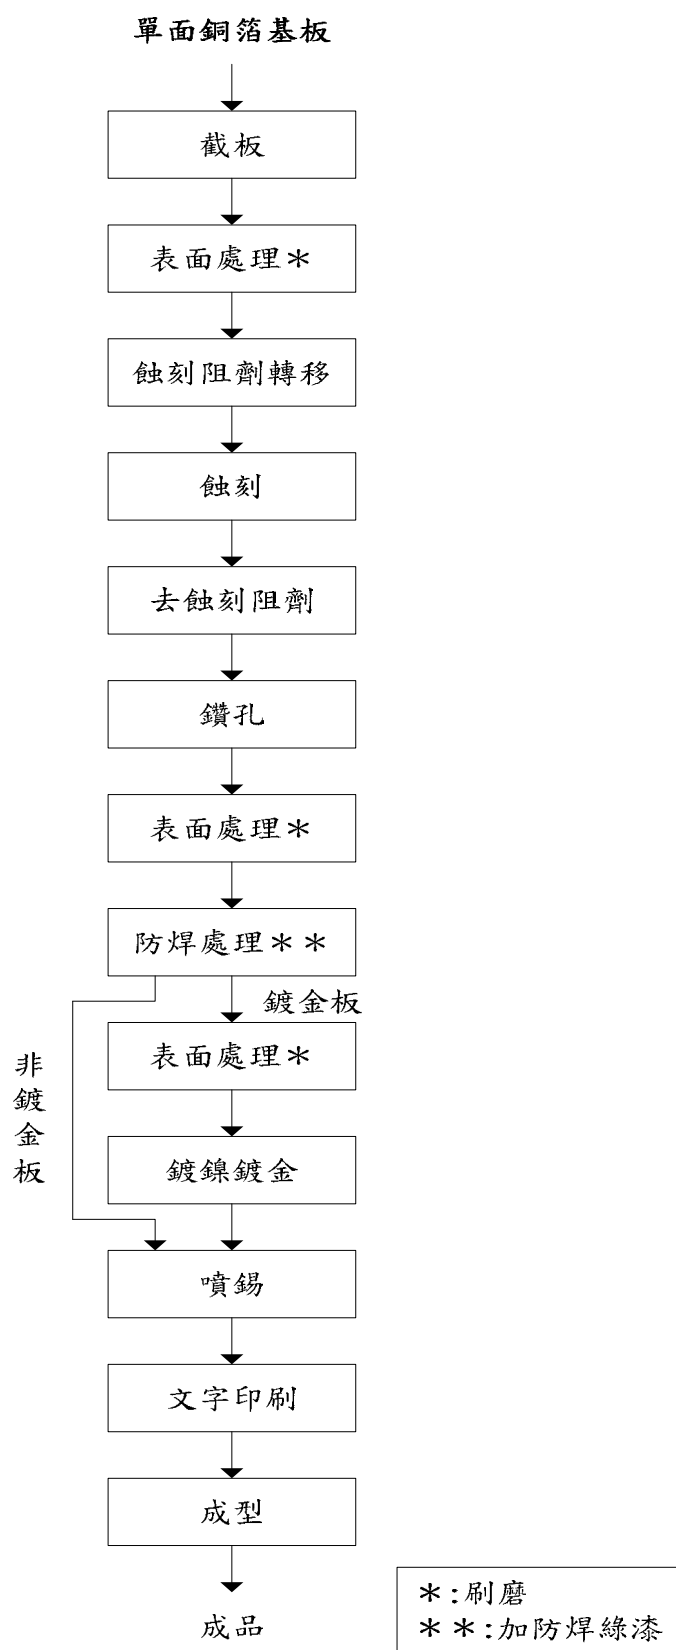 單面銅箔基板
截板
表面處理＊
蝕刻阻劑轉移
蝕刻
去蝕刻阻劑
鑽孔
表面處理＊
防焊處理＊＊
鍍金板
非鍍金板
表面處理＊
鍍鎳鍍金
噴錫
文字印刷
成型
成品
＊:刷磨
＊＊:加防焊綠漆